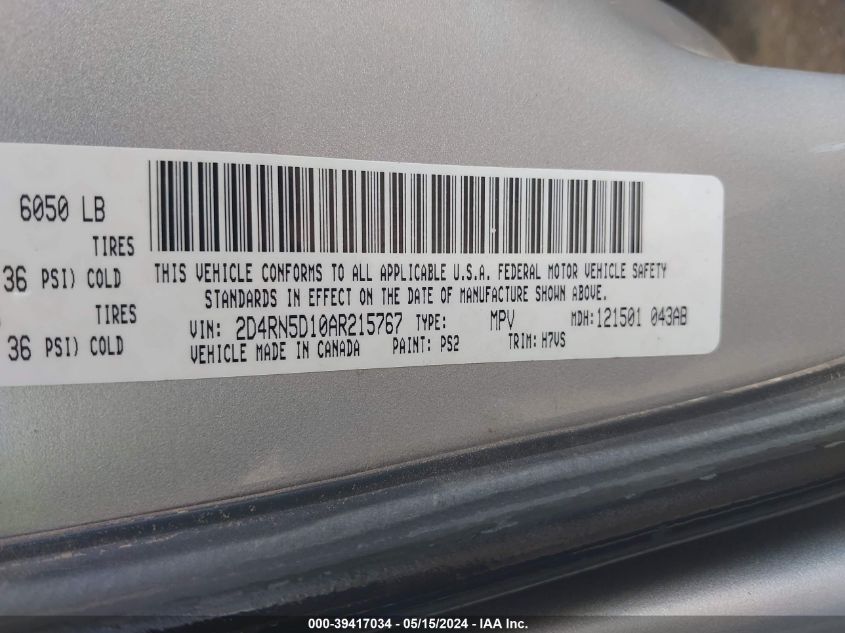 6050 LB
TIRES
36 PSI) COLD
TIRES
36 PSI) COLD
THIS VEHICLE CONFORMS TO ALL APPLICABLE U.S.A. FEDERAL MOTOR VEHICLE SAFETY
STANDARDS IN EFFECT ON THE DATE OF MANUFACTURE SHOWN ABOVE.
VIN: 2D4RN5D10AR215767 TYPE: MPV MDH:121501 043AB
VEHICLE MADE IN CANADA PAINT: PS2 TRIM: H7VS
000-39417034 - 05/15/2024 - IAA Inc.